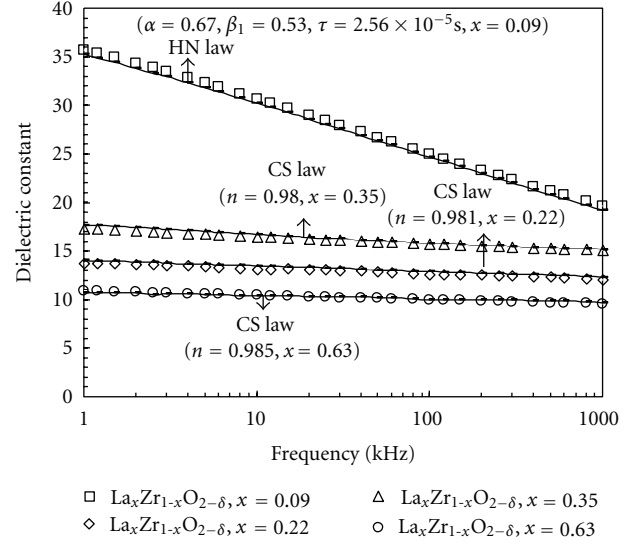 (α = 0.67, β₁ = 0.53, τ = 2.56 × 10⁻⁵s, x = 0.09)
HN law
CS law
(n = 0.98, x = 0.35)
CS law
(n = 0.981, x = 0.22)
CS law
(n = 0.985, x = 0.63)
Dielectric constant
40
35
30
25
20
15
10
5
0
1 10 100 1000
Frequency (kHz)
LaₓZr₁₋ₓO₂₋δ, x = 0.09
LaₓZr₁₋ₓO₂₋δ, x = 0.35
LaₓZr₁₋ₓO₂₋δ, x = 0.22
LaₓZr₁₋ₓO₂₋δ, x = 0.63